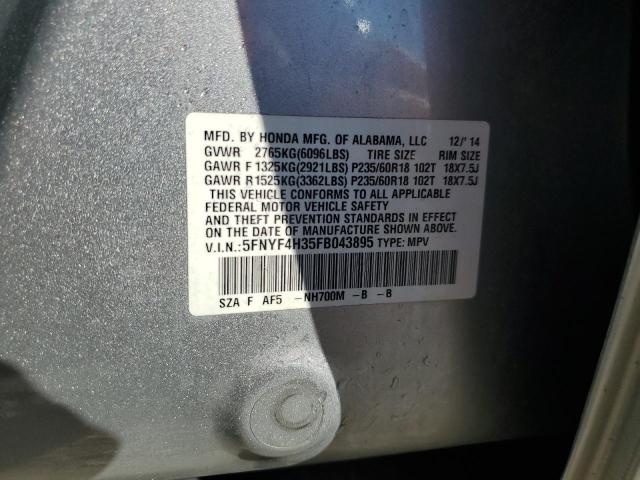 MFD. BY HONDA MFG. OF ALABAMA, LLC 12/'14
GVWR 2765KG(6096LBS) TIRE SIZE RIM SIZE
GAWR F 1325KG(2921LBS) P235/60R18 102T 18X7.5J
GAWR R 1525KG(3362LBS) P235/60R18 102T 18X7.5J
THIS VEHICLE CONFORMS TO ALL APPLICABLE
FEDERAL MOTOR VEHICLE SAFETY
AND THEFT PREVENTION STANDARDS IN EFFECT
ON THE DATE OF MANUFACTURE SHOWN ABOVE.
V.I.N.: 5FNYF4H35FB043895 TYPE: MPV
SZA F AF5 -NH700M -B -B